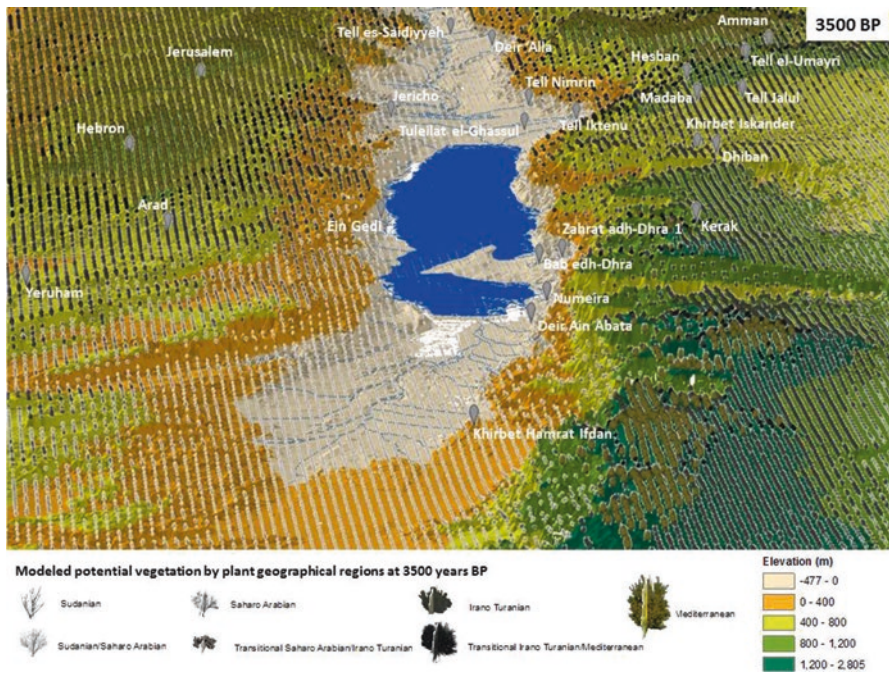 3500 BP
Amman
Tell es-Saidiyyeh
Deir 'Alla
Jerusalem
Hesban
Tell el-Umayri
Tell Nimrin
Jericho
Madaba
Tell Jalul
Tuleilat el-Ghassul
Tell Iktenu
Khirbet Iskander
Hebron
Dhiban
Arad
Ein Gedi
Kerak
Zahrat adh-Dhra 1
Bab edh-Dhra
Yeruham
Numeira
Deir Ain Abata
Khirbet Hamrat Ifdan
Modeled potential vegetation by plant geographical regions at 3500 years BP
Sudanian
Saharo Arabian
Irano Turanian
Mediterranean
Sudanian/Saharo Arabian
Transitional Saharo Arabian/Irano Turanian
Transitional Irano Turanian/Mediterranean
Elevation (m)
-477 - 0
0 - 400
400 - 800
800 - 1,200
1,200 - 2,805